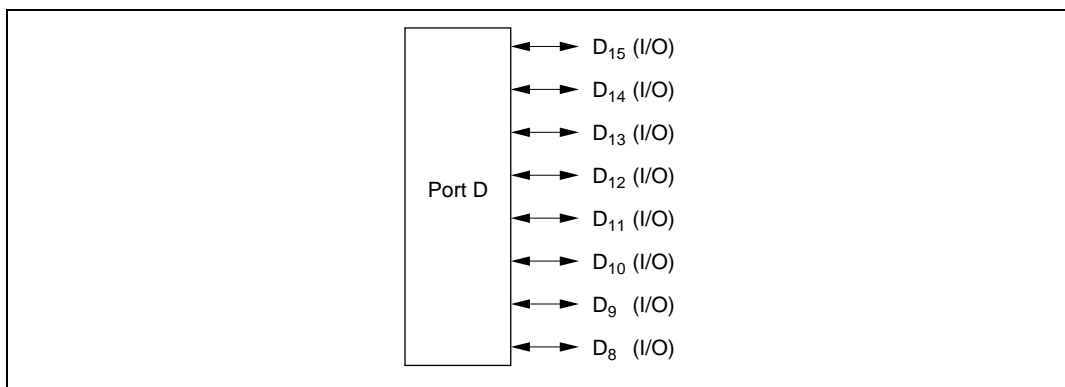 D₁₅ (I/O)
D₁₄ (I/O)
D₁₃ (I/O)
D₁₂ (I/O)
Port D
D₁₁ (I/O)
D₁₀ (I/O)
D₉ (I/O)
D₈ (I/O)